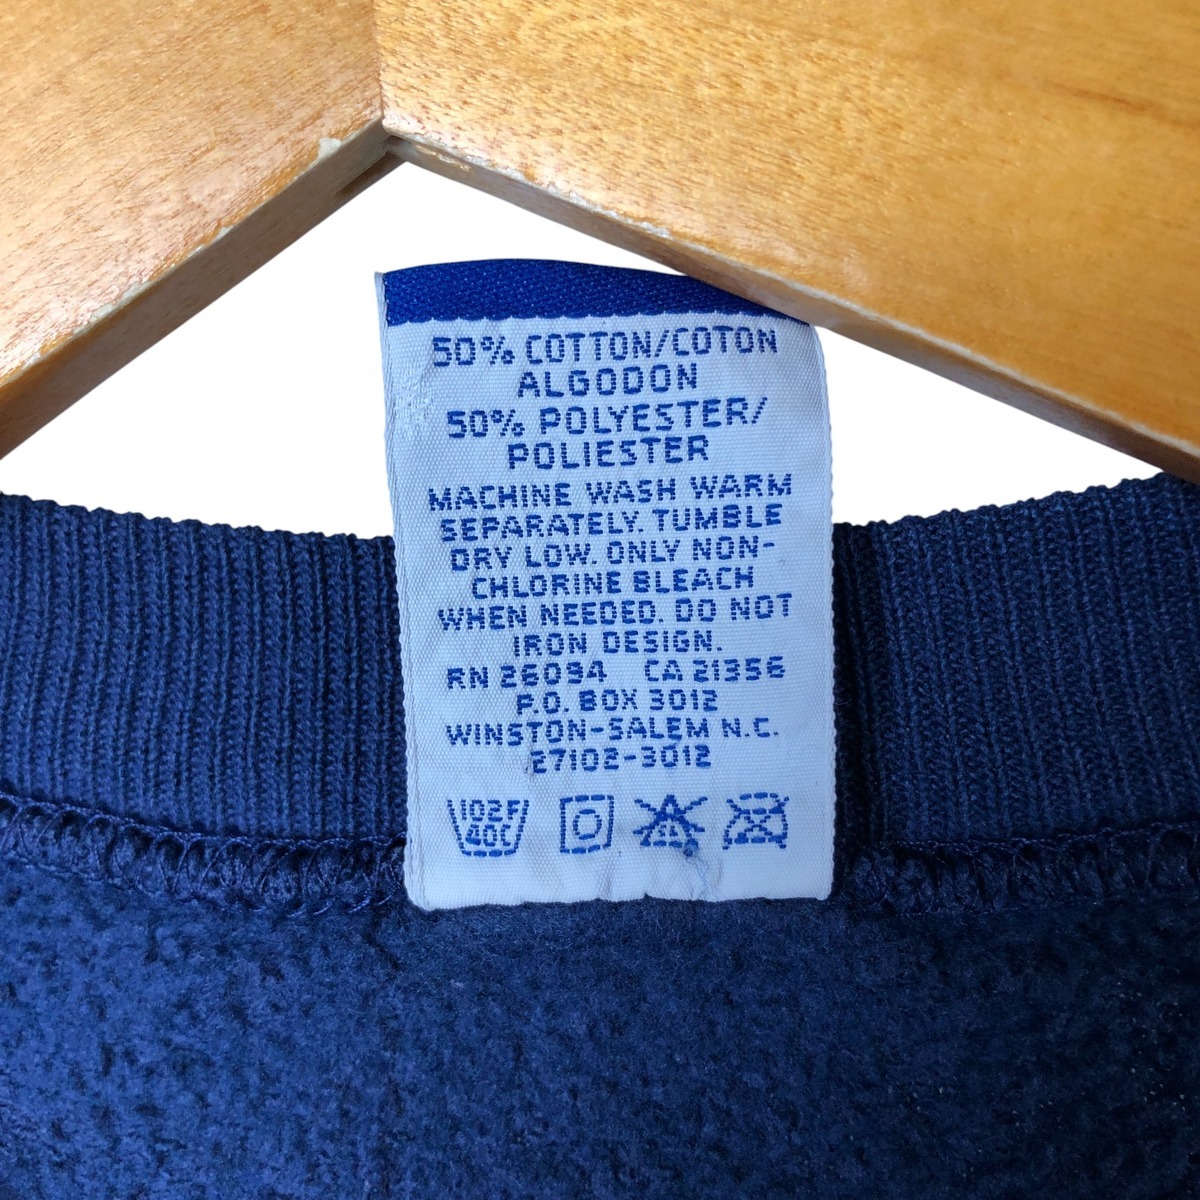 50% COTTON/COTON
ALGODON
50% POLYESTER/
POLIESTER
MACHINE WASH WARM
SEPARATELY. TUMBLE
DRY LOW. ONLY NON-
CHLORINE BLEACH
WHEN NEEDED. DO NOT
IRON DESIGN.
RN 26094 CA 21356
P.O. BOX 3012
WINSTON-SALEM N.C.
27102-3012
102F
40C